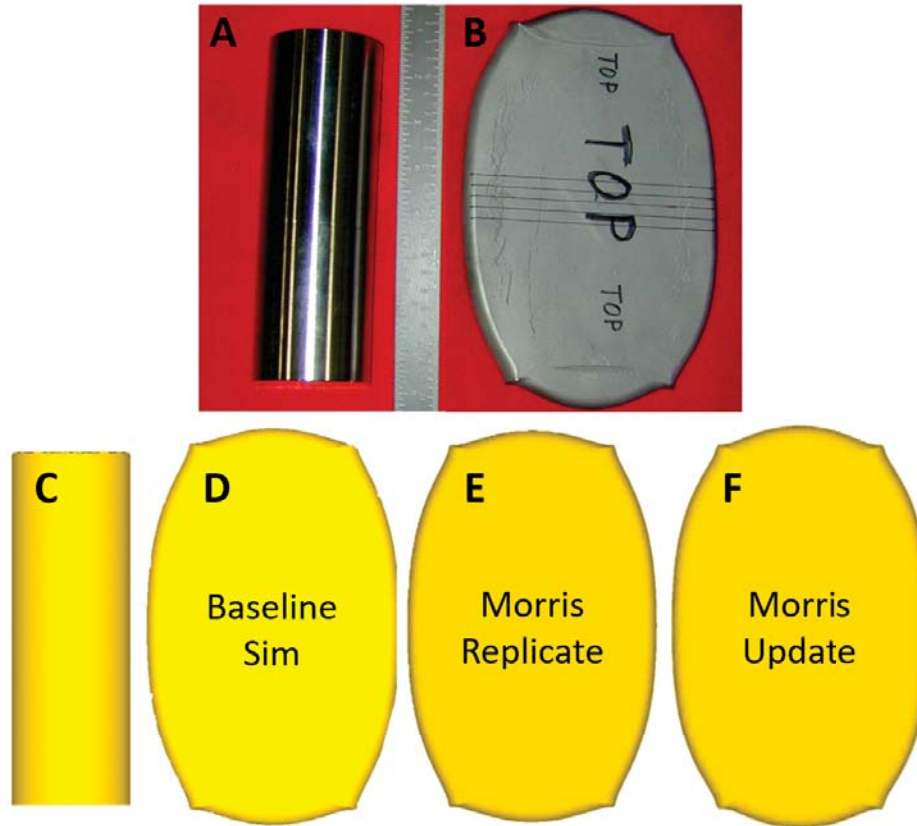 A
B
TOP
TOP
TOP
C
D
E
F
Baseline
Sim
Morris
Replicate
Morris
Update